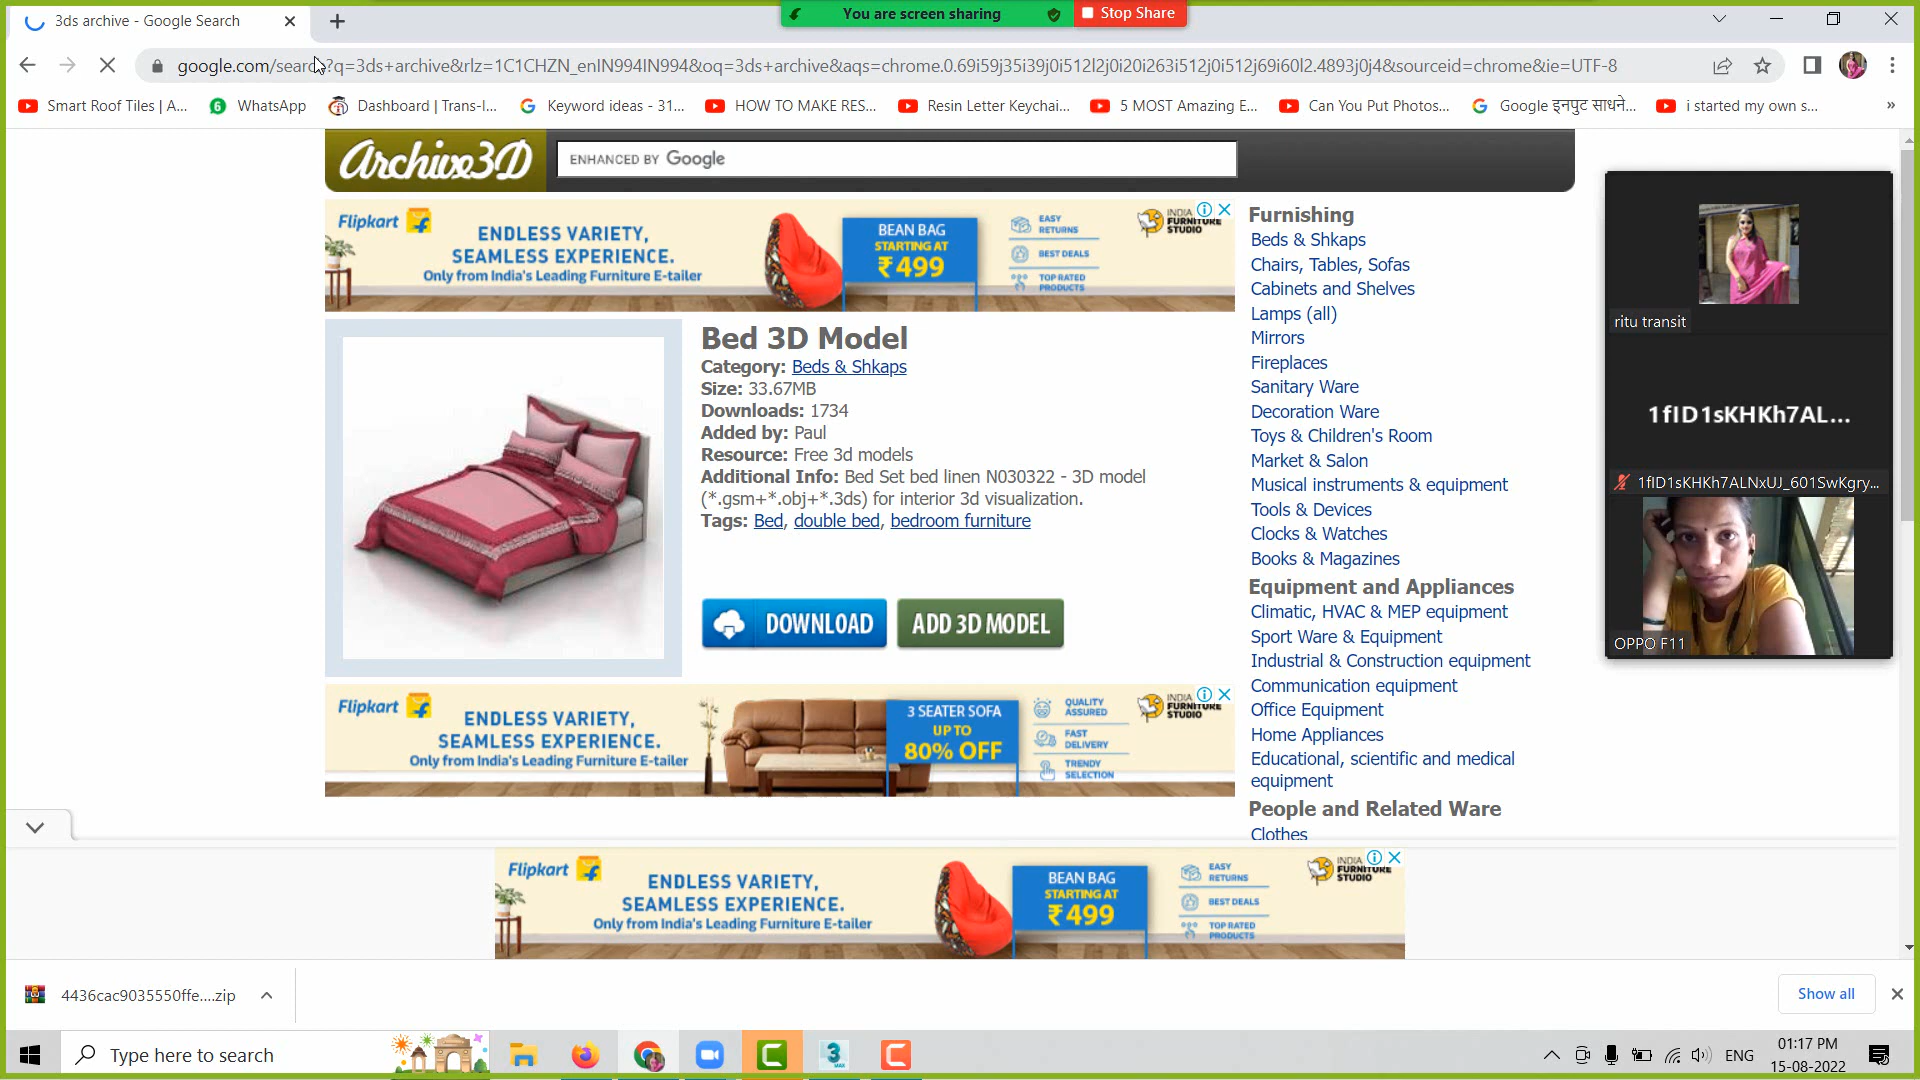 3ds archive - Google Search
You are screen sharing
Stop Share
google.com/search?q=3ds+archive&rlz=1C1CHZN_enIN994IN994&oq=3ds+archive&aqs=chrome.0.69i59j35i39j0i512l2j0i20i263i512j0i512j69i60l2.4893j0j4&sourceid=chrome&ie=UTF-8
Smart Roof Tiles | A...
WhatsApp
Dashboard | Trans-I...
Keyword ideas - 31...
HOW TO MAKE RES...
Resin Letter Keychai...
5 MOST Amazing E...
Can You Put Photos...
Google इनपुट साधने...
i started my own s...
»
Archive3D
ENHANCED BY Google
Flipkart
ENDLESS VARIETY,
SEAMLESS EXPERIENCE.
Only from India's Leading Furniture E-tailer
BEAN BAG
STARTING AT
₹499
EASY
RETURNS
BEST DEALS
TOP RATED
PRODUCTS
INDIA
FURNITURE
STUDIO
Bed 3D Model
Category: Beds & Shkaps
Size: 33.67MB
Downloads: 1734
Added by: Paul
Resource: Free 3d models
Additional Info: Bed Set bed linen N030322 - 3D model
(*.gsm+*.obj+*.3ds) for interior 3d visualization.
Tags: Bed, double bed, bedroom furniture
DOWNLOAD
ADD 3D MODEL
Flipkart
ENDLESS VARIETY,
SEAMLESS EXPERIENCE.
Only from India's Leading Furniture E-tailer
3 SEATER SOFA
UP TO
80% OFF
QUALITY
ASSURED
FAST
DELIVERY
TRENDY
SELECTION
INDIA
FURNITURE
STUDIO
Furnishing
Beds & Shkaps
Chairs, Tables, Sofas
Cabinets and Shelves
Lamps (all)
Mirrors
Fireplaces
Sanitary Ware
Decoration Ware
Toys & Children's Room
Market & Salon
Musical instruments & equipment
Tools & Devices
Clocks & Watches
Books & Magazines
Equipment and Appliances
Climatic, HVAC & MEP equipment
Sport Ware & Equipment
Industrial & Construction equipment
Communication equipment
Office Equipment
Home Appliances
Educational, scientific and medical
equipment
People and Related Ware
Clothes
ritu transit
1fID1sKHKh7AL...
1fID1sKHKh7ALNxUJ_601SwKgry...
OPPO F11
Flipkart
ENDLESS VARIETY,
SEAMLESS EXPERIENCE.
Only from India's Leading Furniture E-tailer
BEAN BAG
STARTING AT
₹499
EASY
RETURNS
BEST DEALS
TOP RATED
PRODUCTS
INDIA
FURNITURE
STUDIO
4436cac9035550ffe....zip
Show all
Type here to search
ENG
01:17 PM
15-08-2022